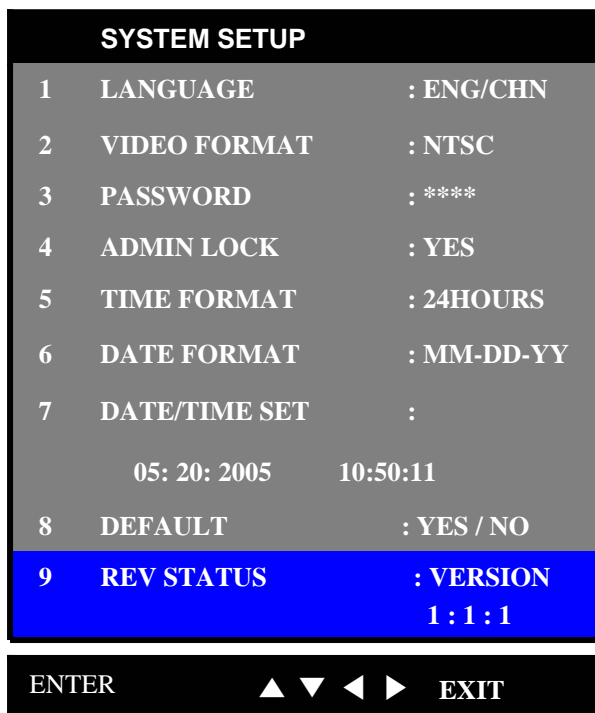 SYSTEM SETUP
1 LANGUAGE : ENG/CHN
2 VIDEO FORMAT : NTSC
3 PASSWORD : ****
4 ADMIN LOCK : YES
5 TIME FORMAT : 24HOURS
6 DATE FORMAT : MM-DD-YY
7 DATE/TIME SET :
05: 20: 2005 10:50:11
8 DEFAULT : YES / NO
9 REV STATUS : VERSION
1 : 1 : 1
ENTER ▲ ▼ ◀ ▶ EXIT